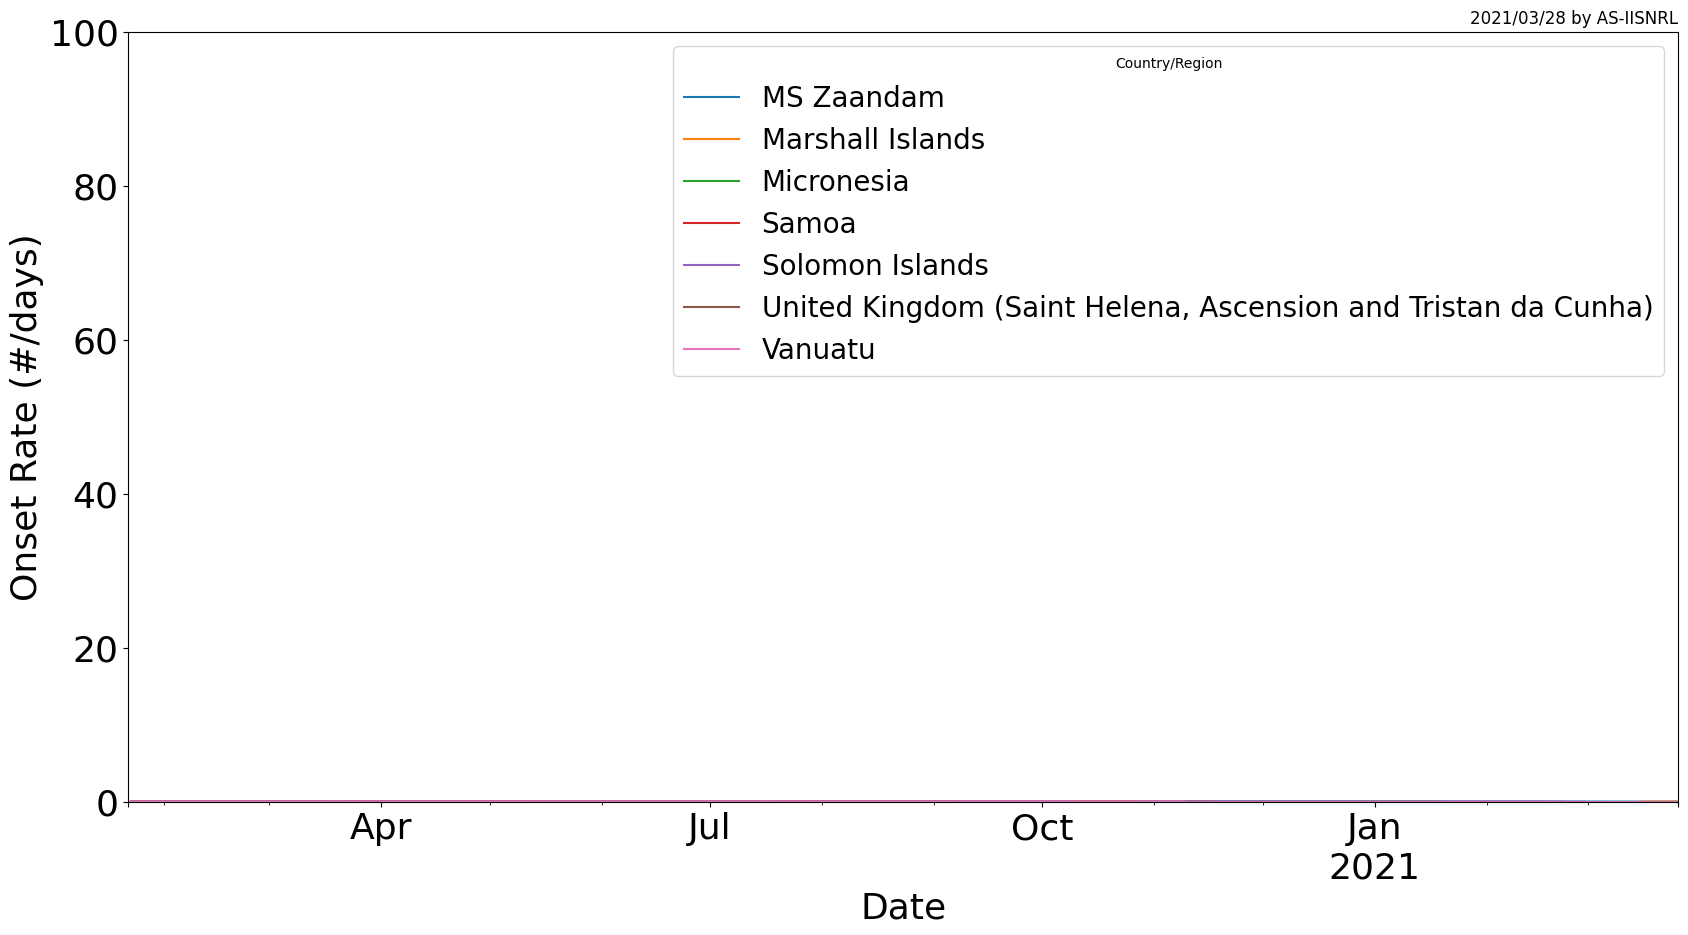 2021/03/28 by AS-IISNRL
100
80
60
40
20
0
Onset Rate (#/days)
Country/Region
MS Zaandam
Marshall Islands
Micronesia
Samoa
Solomon Islands
United Kingdom (Saint Helena, Ascension and Tristan da Cunha)
Vanuatu
Apr
Jul
Oct
Jan
2021
Date